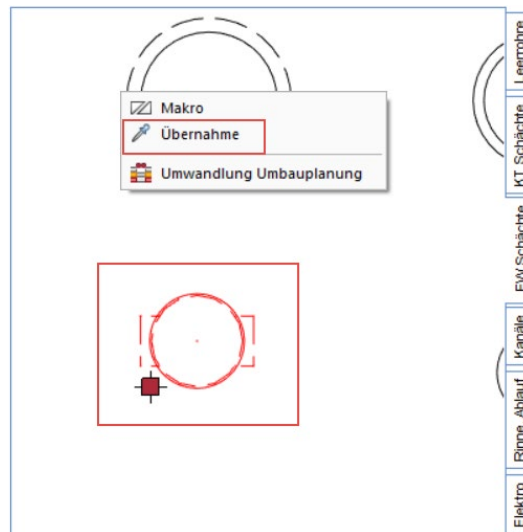 Makro
Übernahme
Umwandlung Umbauplanung
Leerrohre
KT Schächte
EW Schächte
Kanäle
Rinne, Ablauf
Elektro